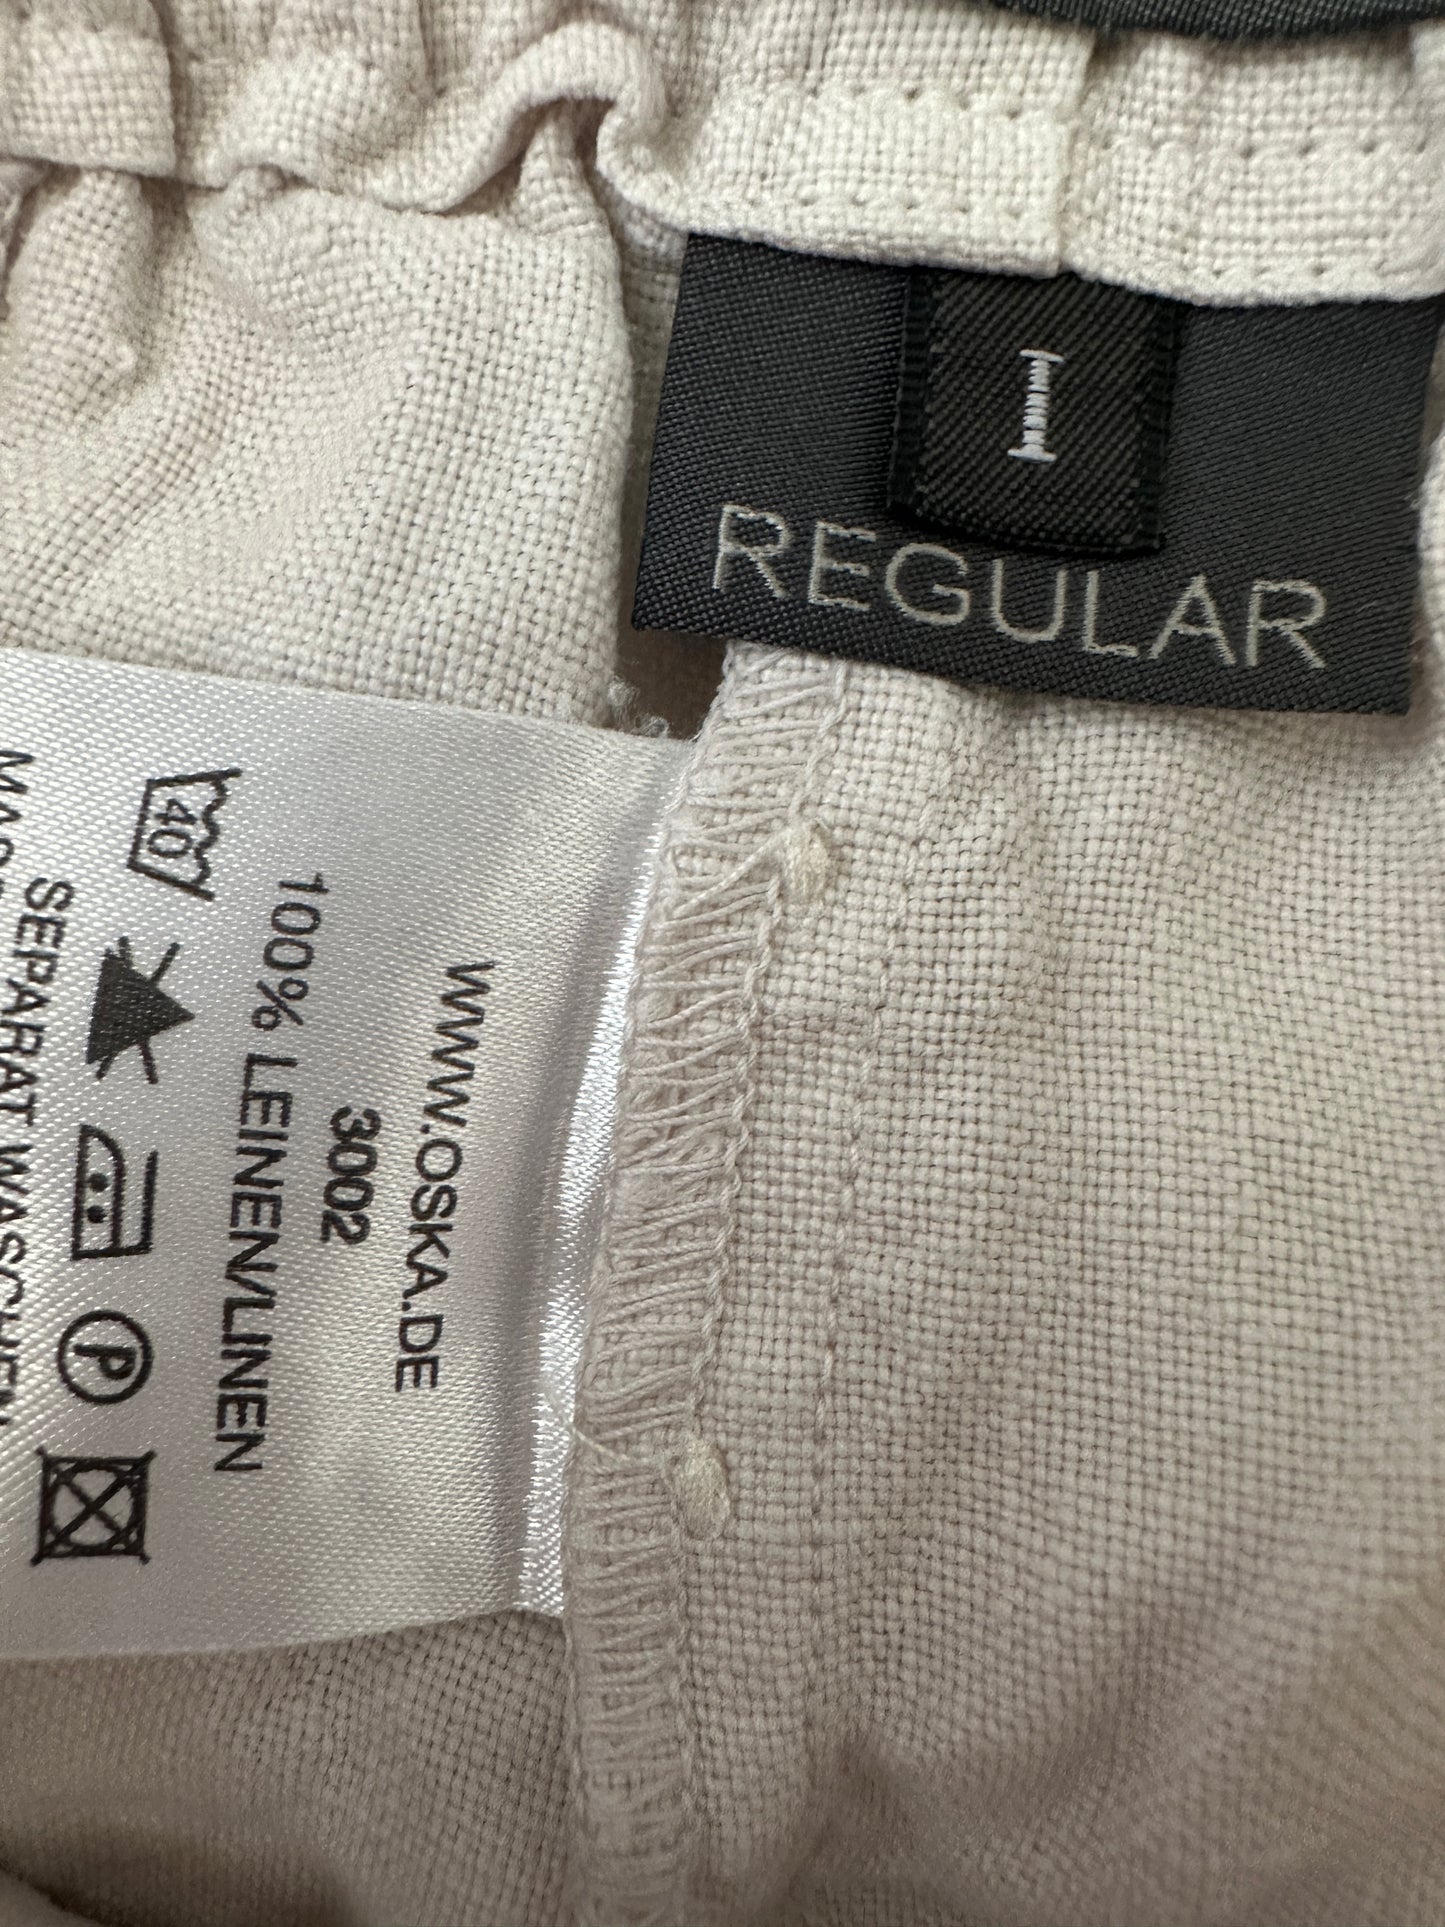 I
REGULAR
WWW.OSKA.DE
3002
100% LEINEN/LINEN
40
P
SEPARAT WASCHEN